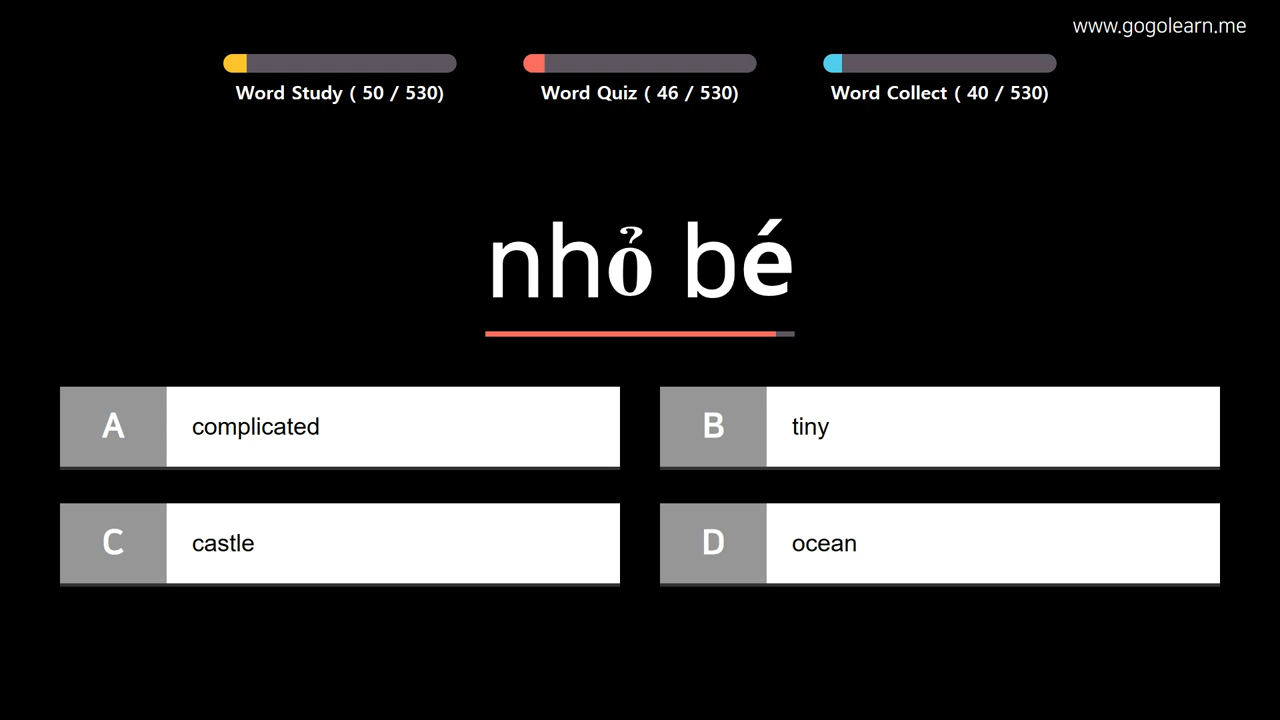 www.gogolearn.me
Word Study ( 50 / 530)
Word Quiz ( 46 / 530)
Word Collect ( 40 / 530)
nhỏ bé
A complicated
B tiny
C castle
D ocean